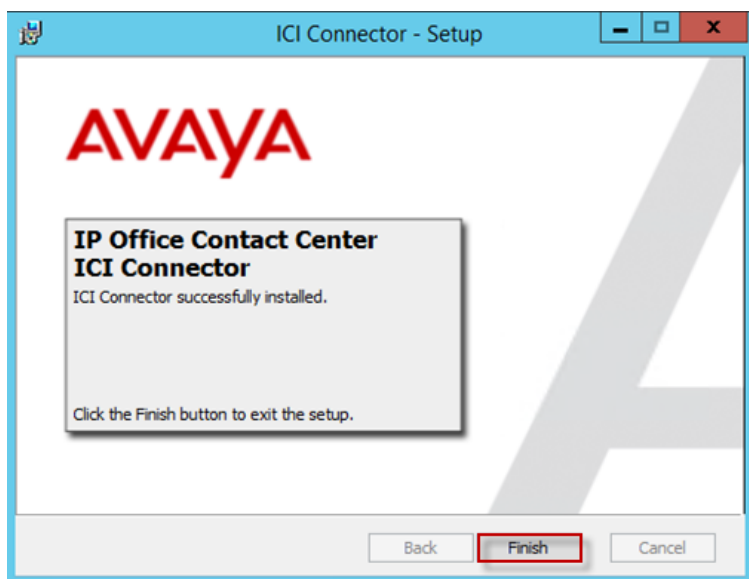 ICI Connector - Setup
AVAYA
IP Office Contact Center
ICI Connector
ICI Connector successfully installed.
Click the Finish button to exit the setup.
Back Finish Cancel